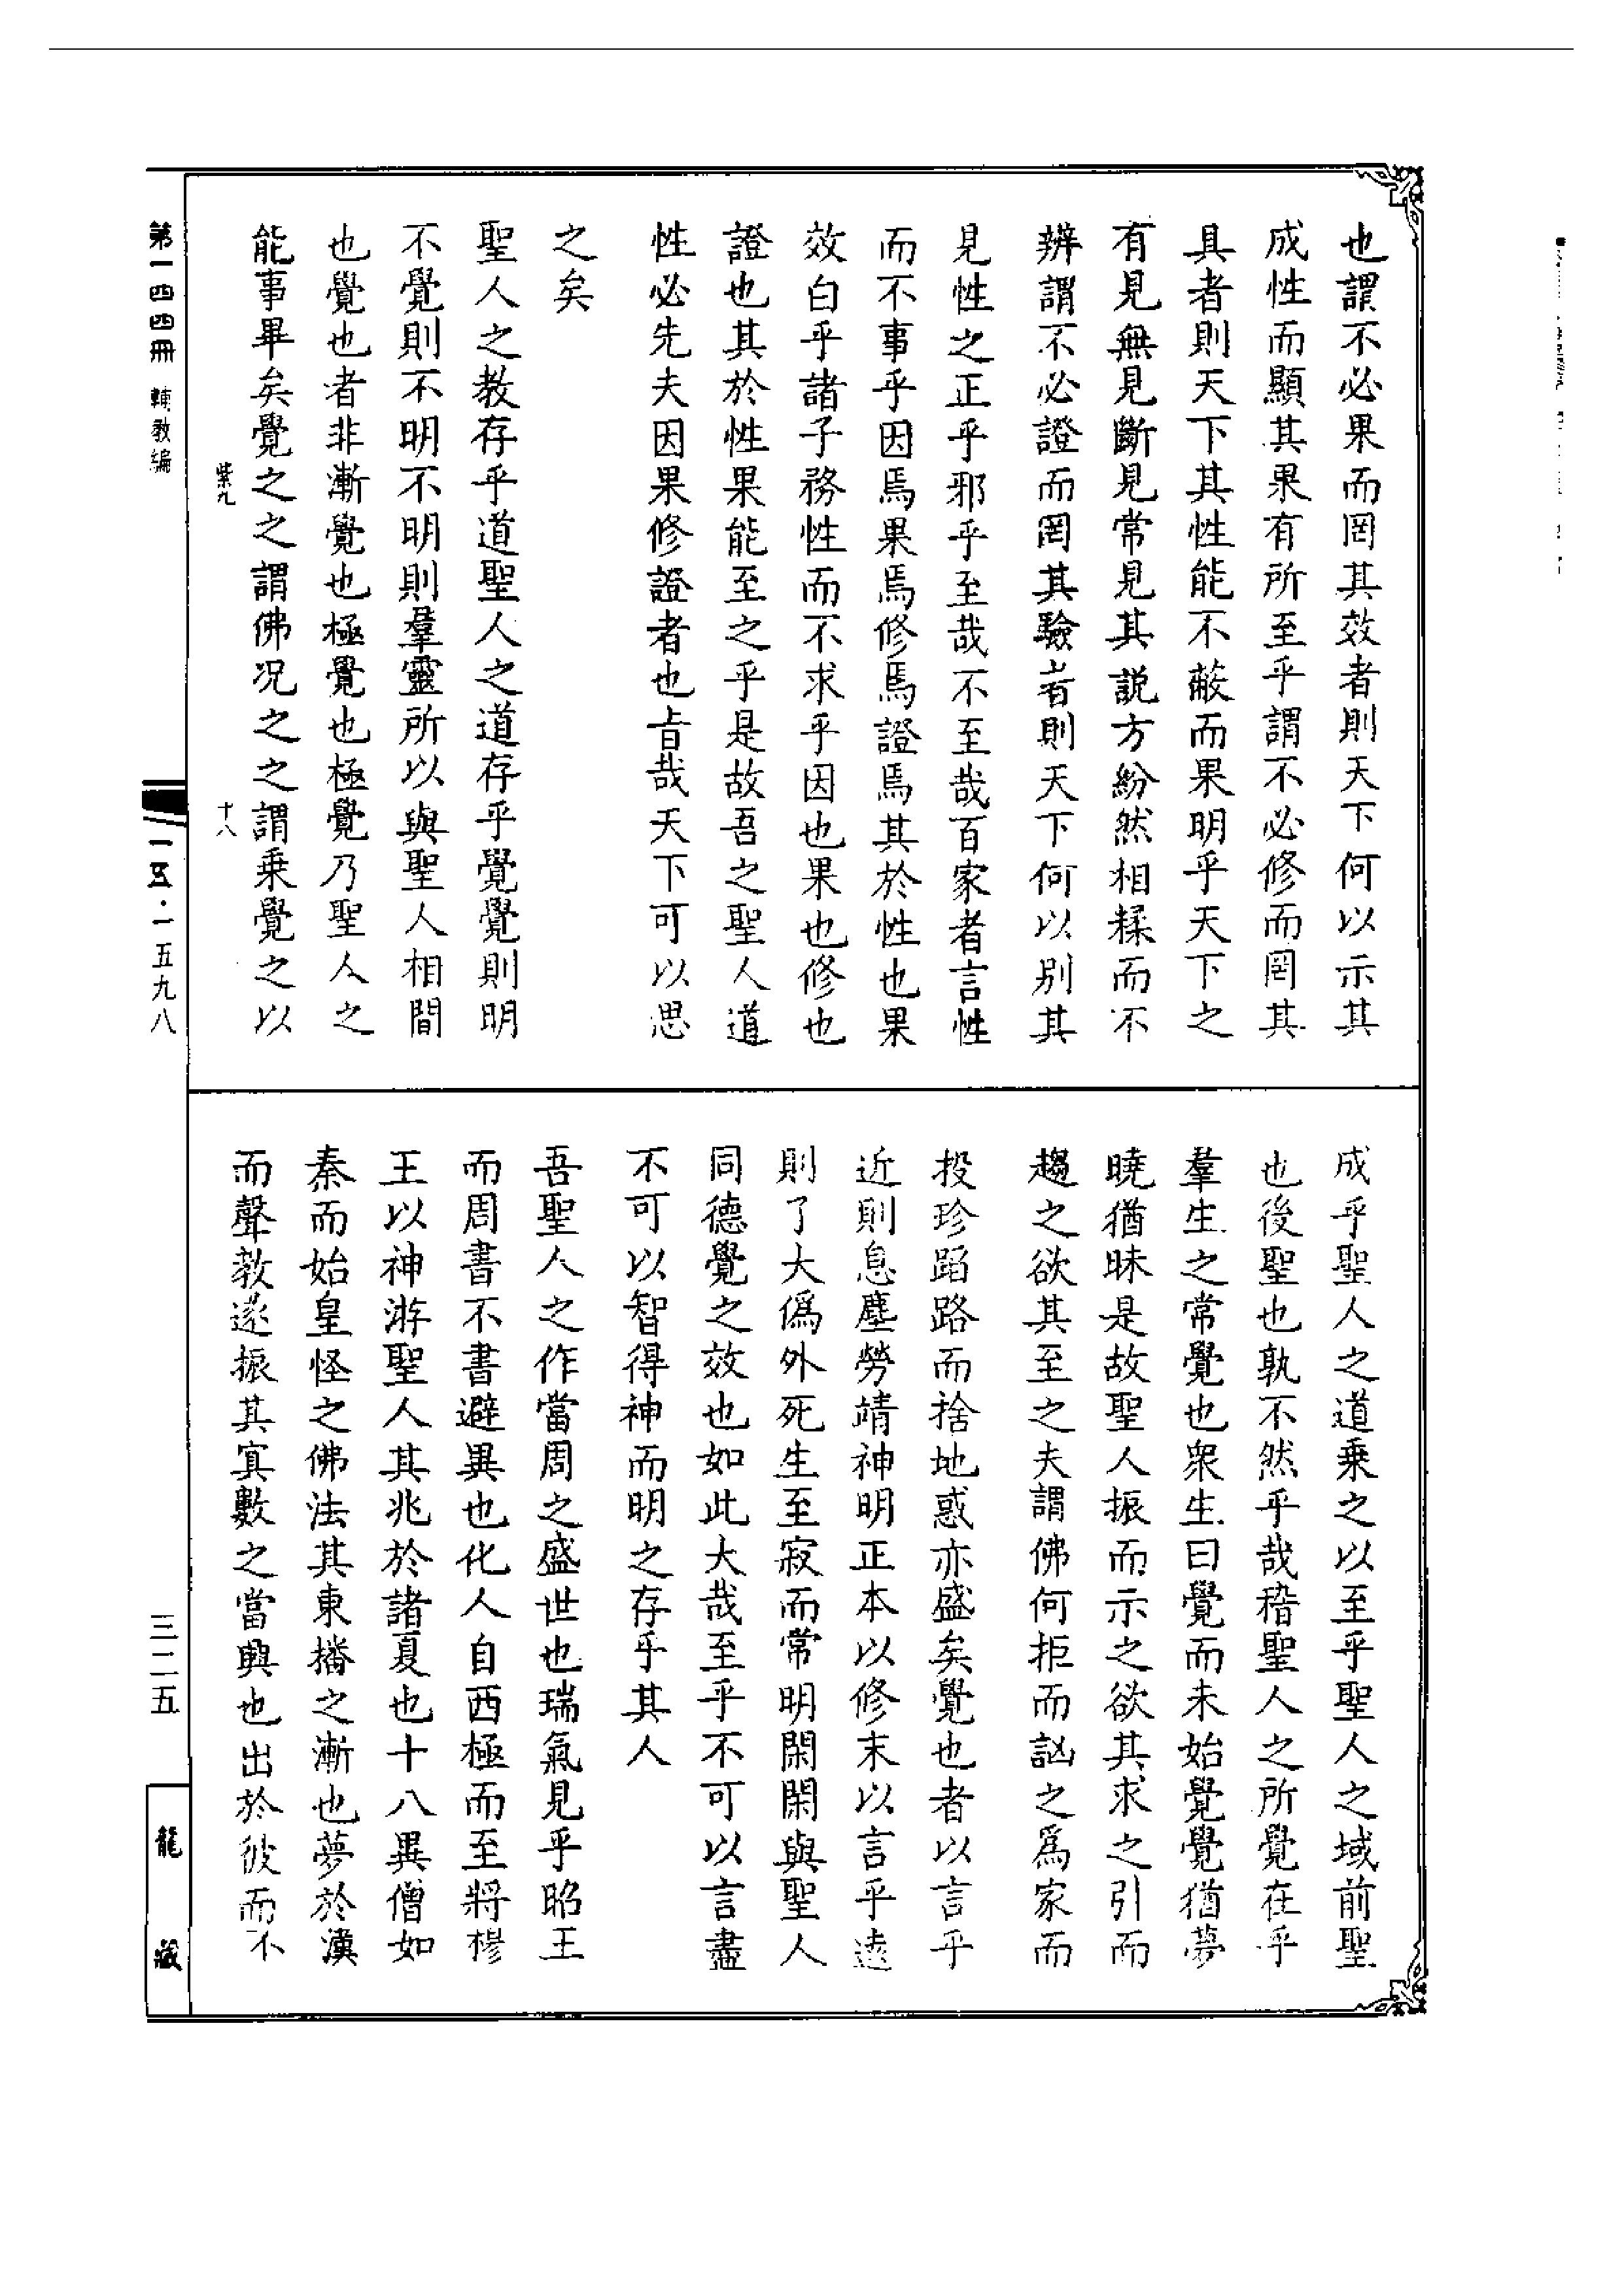 也謂不必果而罔其效者則天下何以示其
成性而顯其果有所至乎謂不必修而罔其
具者則天下其性能不蔽而果明乎天下之
有見無見斷見常見其說方紛然相糅而不
辨謂不必證而罔其驗者則天下何以別其
見性之正乎邪乎至哉不至哉百家者言性
而不事乎因焉果焉修焉證焉其於性也果
效白乎諸子務性而不求乎因也果也修也
證也其於性果能至之乎是故吾之聖人道
性必先夫因果修證者也旨哉天下可以思
之矣
聖人之教存乎道聖人之道存乎覺覺則明
不覺則不明不明則羣靈所以與聖人相間
也覺也者非漸覺也極覺也極覺乃聖人之
能事畢矣覺之之謂佛况之之謂乗覺之以
紫九 十八
成乎聖人之道乗之以至乎聖人之域前聖
也後聖也孰不然乎哉稽聖人之所覺在乎
羣生之常覺也衆生曰覺而未始覺覺猶夢
曉猶昧是故聖人振而示之欲其求之引而
趨之欲其至之夫謂佛何拒而訩之爲家而
投珍蹈路而捨地惑亦盛矣覺也者以言乎
近則息塵勞靖神明正本以修末以言乎遠
則了大僞外死生至寂而常明閑閑與聖人
同德覺之效也如此大哉至乎不可以言盡
不可以智得神而明之存乎其人
吾聖人之作當周之盛世也瑞氣見乎昭王
而周書不書避異也化人自西極而至將穆
王以神游聖人其兆於諸夏也十八異僧如
秦而始皇怪之佛法其東播之漸也夢於漢
而聲教遂振其寘數之當興也出於彼而不
第一四四冊 輔教編
一五·一五九八
三二五
龍藏